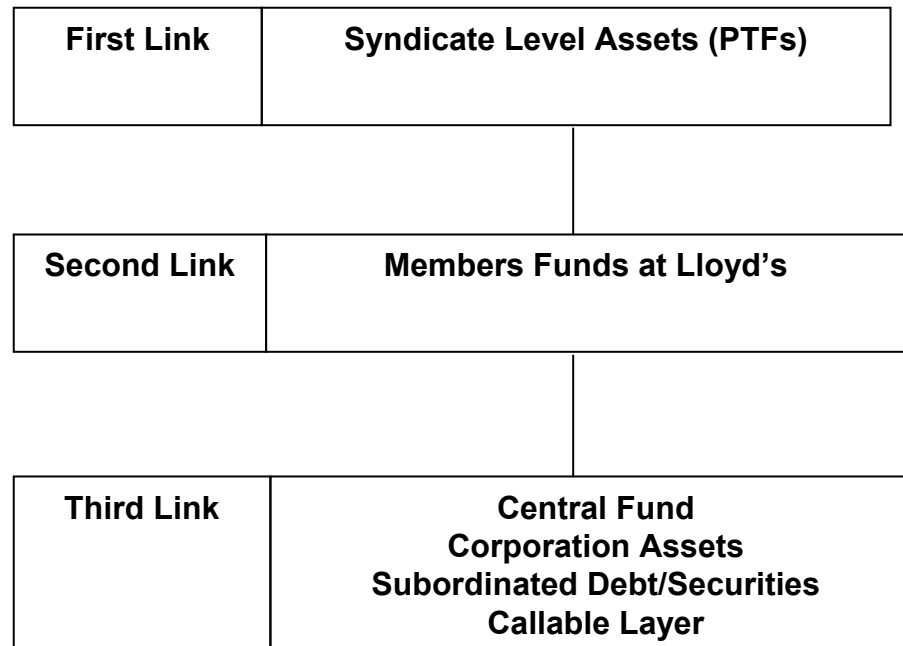 First Link
Syndicate Level Assets (PTFs)
Second Link
Members Funds at Lloyd’s
Third Link
Central Fund
Corporation Assets
Subordinated Debt/Securities
Callable Layer